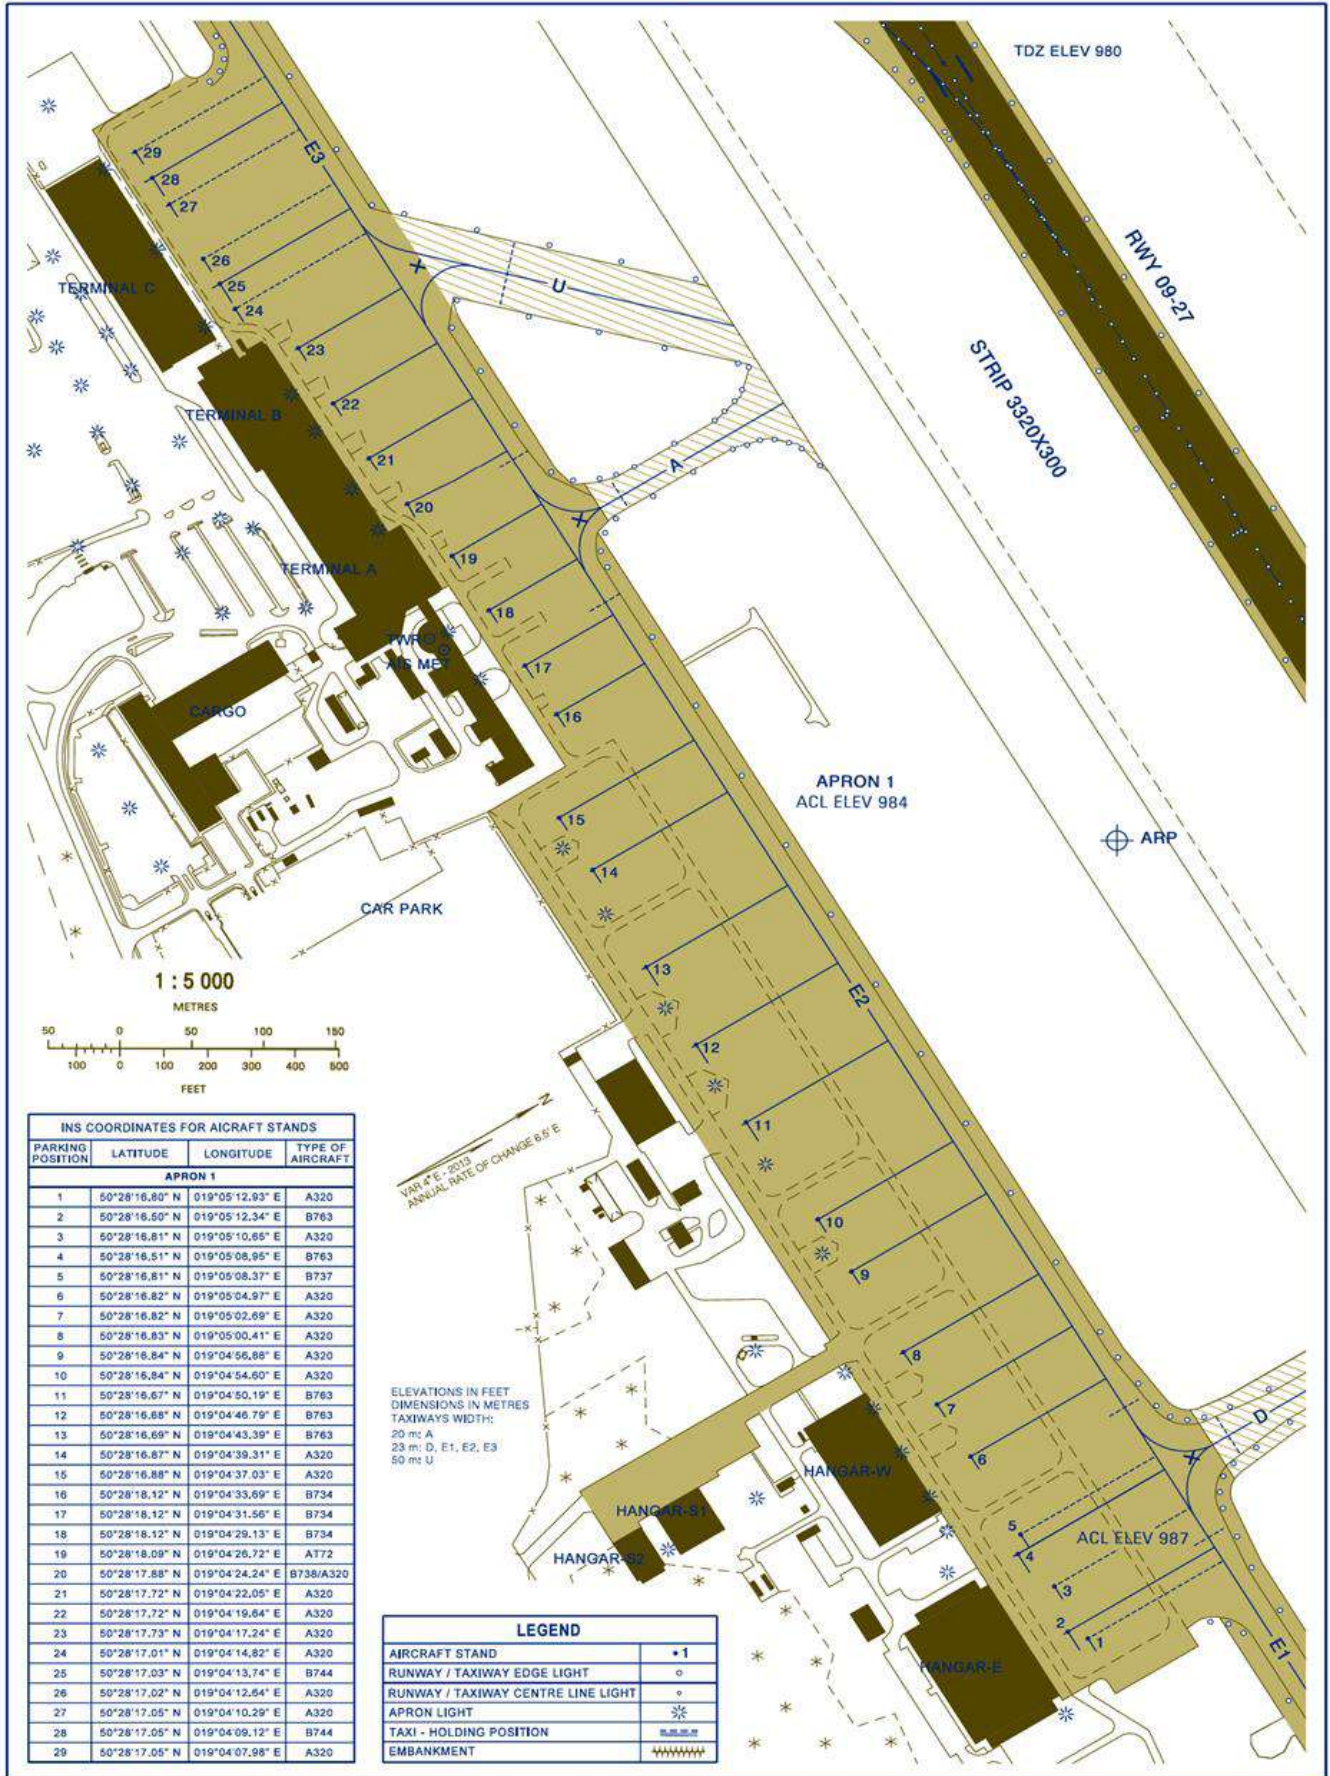 TDZ ELEV 980
E3
29
28
27
RWY 09-27
26
25
24
TERMINAL C
U
23
STRIP 3320X300
22
TERMINAL B
21
A
20
19
TERMINAL A
18
TWR
AIS MET
17
16
CARGO
APRON 1
ACL ELEV 984
15
ARP
14
CAR PARK
13
E2
1 : 5 000
METRES
50 0 50 100 150
100 0 100 200 300 400 500
FEET
12
11
N
VAR 4°E - 2013
ANNUAL RATE OF CHANGE 6.5' E
10
9
8
7
6
D
ELEVATIONS IN FEET
DIMENSIONS IN METRES
TAXIWAYS WIDTH:
20 m: A
23 m: D, E1, E2, E3
50 m: U
HANGAR-W
HANGAR-S1
HANGAR-S2
5
ACL ELEV 987
4
3
2
1
E1
HANGAR-E
INS COORDINATES FOR AICRAFT STANDS
PARKING POSITION LATITUDE LONGITUDE TYPE OF AIRCRAFT
APRON 1
1 50°28'16.80" N 019°05'12.93" E A320
2 50°28'16.50" N 019°05'12.34" E B763
3 50°28'16.81" N 019°05'10.65" E A320
4 50°28'16.51" N 019°05'08.95" E B763
5 50°28'16.81" N 019°05'08.37" E B737
6 50°28'16.82" N 019°05'04.97" E A320
7 50°28'16.82" N 019°05'02.69" E A320
8 50°28'16.83" N 019°05'00.41" E A320
9 50°28'16.84" N 019°04'56.88" E A320
10 50°28'16.84" N 019°04'54.60" E A320
11 50°28'16.67" N 019°04'50.19" E B763
12 50°28'16.68" N 019°04'46.79" E B763
13 50°28'16.69" N 019°04'43.39" E B763
14 50°28'16.87" N 019°04'39.31" E A320
15 50°28'16.88" N 019°04'37.03" E A320
16 50°28'18.12" N 019°04'33.69" E B734
17 50°28'18.12" N 019°04'31.56" E B734
18 50°28'18.12" N 019°04'29.13" E B734
19 50°28'18.09" N 019°04'26.72" E AT72
20 50°28'17.88" N 019°04'24.24" E B738/A320
21 50°28'17.72" N 019°04'22.05" E A320
22 50°28'17.72" N 019°04'19.64" E A320
23 50°28'17.73" N 019°04'17.24" E A320
24 50°28'17.01" N 019°04'14.82" E A320
25 50°28'17.03" N 019°04'13.74" E B744
26 50°28'17.02" N 019°04'12.64" E A320
27 50°28'17.05" N 019°04'10.29" E A320
28 50°28'17.05" N 019°04'09.12" E B744
29 50°28'17.05" N 019°04'07.98" E A320
LEGEND
AIRCRAFT STAND 1
RUNWAY / TAXIWAY EDGE LIGHT
RUNWAY / TAXIWAY CENTRE LINE LIGHT
APRON LIGHT
TAXI - HOLDING POSITION
EMBANKMENT